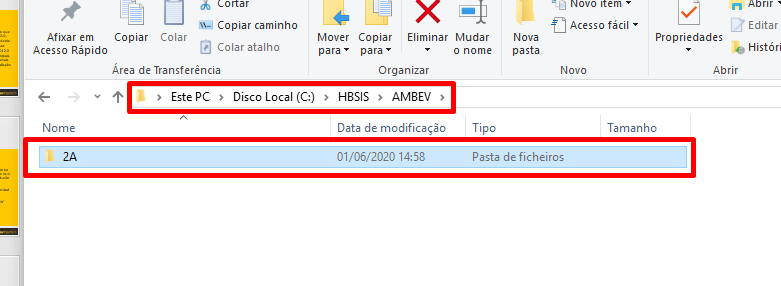 Cortar
Novo item
Abrir
Afixar em
Acesso Rápido
Copiar
Colar
Copiar caminho
Colar atalho
Mover
para
Copiar
para
Eliminar
Mudar
o nome
Nova
pasta
Acesso fácil
Propriedades
Editar
Históri
Área de Transferência
Organizar
Novo
Abrir
Este PC
Disco Local (C:)
HBSIS
AMBEV
Nome
Data de modificação
Tipo
Tamanho
2A
01/06/2020 14:58
Pasta de ficheiros